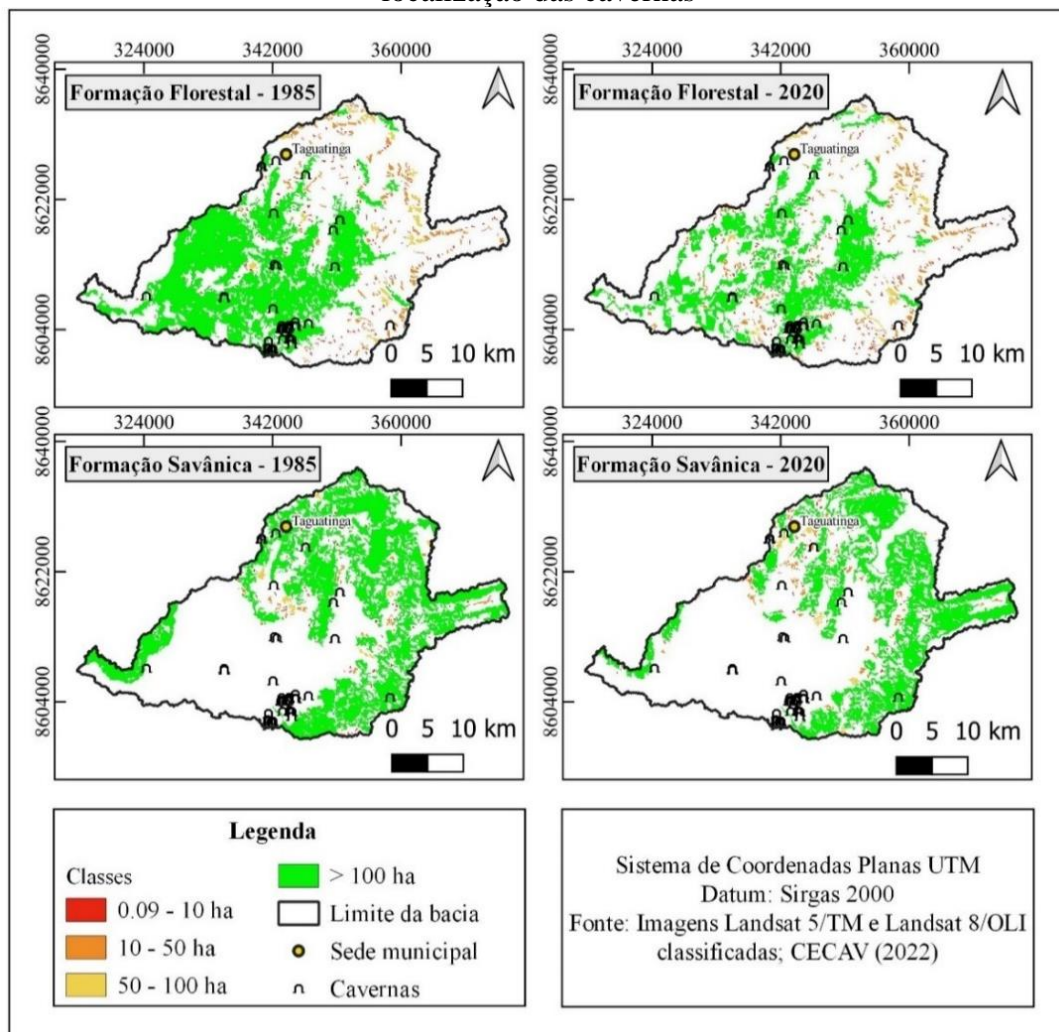 localização das cavernas
324000 342000 360000
324000 342000 360000
8640000
8622000
8604000
Formação Florestal - 1985
Taguatinga
0 5 10 km
8640000
8622000
8604000
Formação Florestal - 2020
Taguatinga
0 5 10 km
324000 342000 360000
324000 342000 360000
8640000
8622000
8604000
Formação Savânica - 1985
Taguatinga
0 5 10 km
8640000
8622000
8604000
Formação Savânica - 2020
Taguatinga
0 5 10 km
Legenda
Classes
0.09 - 10 ha
10 - 50 ha
50 - 100 ha
> 100 ha
Limite da bacia
Sede municipal
Cavernas
Sistema de Coordenadas Planas UTM
Datum: Sirgas 2000
Fonte: Imagens Landsat 5/TM e Landsat 8/OLI
classificadas; CECAV (2022)